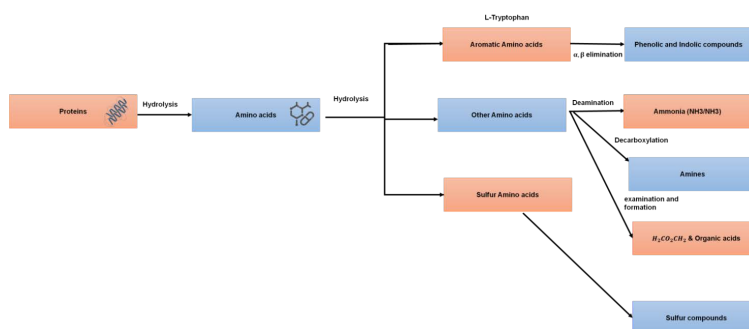 L-Tryptophan
Aromatic Amino acids
α, β elimination
Phenolic and Indolic compounds
Proteins
Hydrolysis
Amino acids
Hydrolysis
Other Amino acids
Deamination
Ammonia (NH3/NH3)
Decarboxylation
Amines
Sulfur Amino acids
examination and
formation
H₂CO₂CH₂ & Organic acids
Sulfur compounds